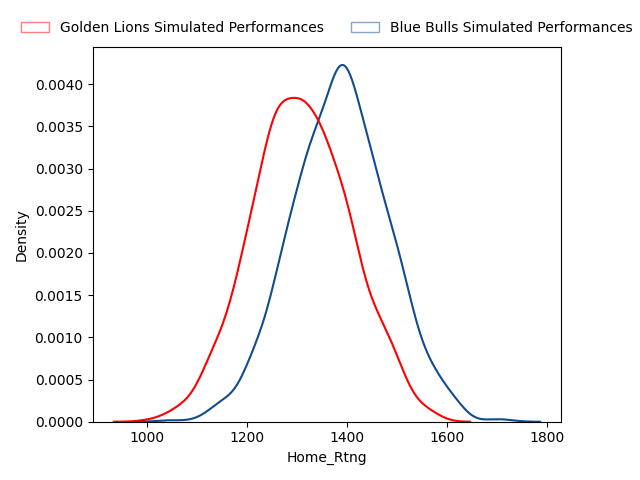 Golden Lions Simulated Performances Blue Bulls Simulated Performances
0.0040
0.0035
0.0030
0.0025
0.0020
0.0015
0.0010
0.0005
0.0000
Density
1000 1200 1400 1600 1800
Home_Rtng